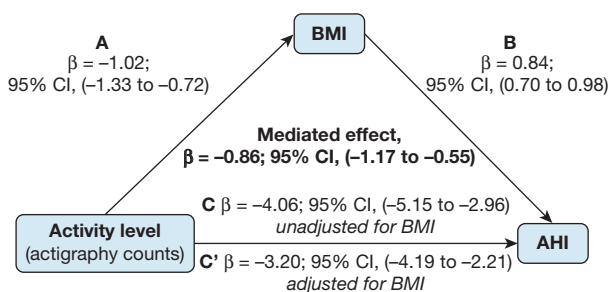 A
β = –1.02;
95% CI, (–1.33 to –0.72)
BMI
B
β = 0.84;
95% CI, (0.70 to 0.98)
Mediated effect,
β = –0.86; 95% CI, (–1.17 to –0.55)
Activity level
(actigraphy counts)
C β = –4.06; 95% CI, (–5.15 to –2.96)
unadjusted for BMI
C' β = –3.20; 95% CI, (–4.19 to –2.21)
adjusted for BMI
AHI